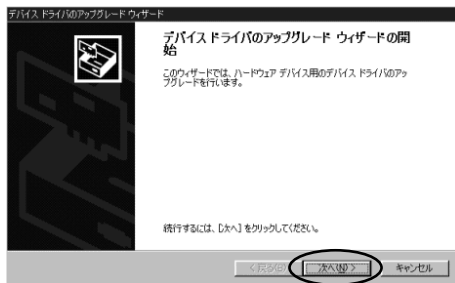 デバイス ドライバのアップグレード ウィザード
デバイス ドライバのアップグレード ウィザードの開
始
このウィザードでは、ハードウェア デバイス用のデバイス ドライバのアッ
プグレードを行います。
続行するには、[次へ] をクリックしてください。
< 戻る(B)
次へ(N) >
キャンセル